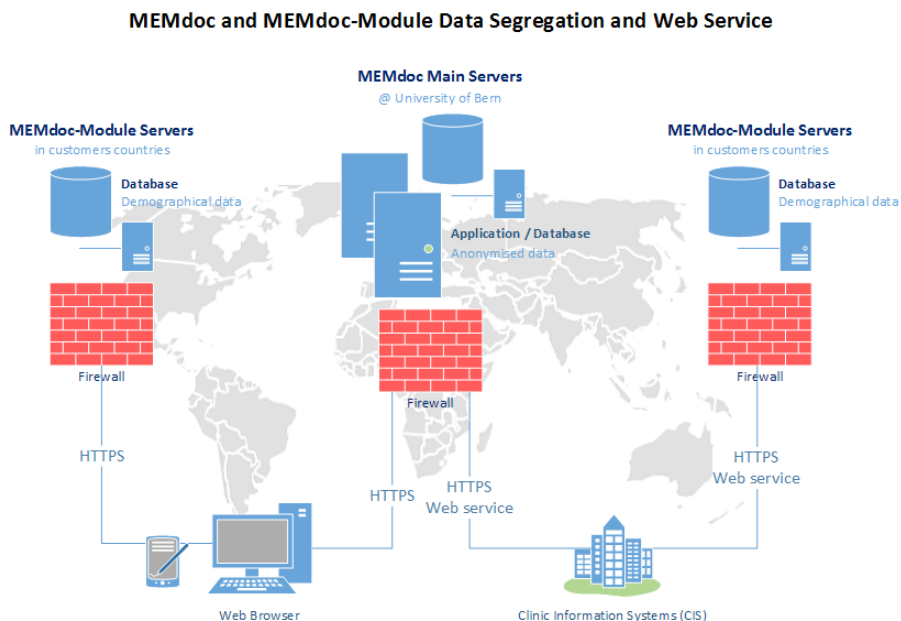 MEMdoc and MEMdoc-Module Data Segregation and Web Service
MEMdoc Main Servers
@ University of Bern
MEMdoc-Module Servers
in customers countries
Database
Demographical data
Application / Database
Anonymised data
MEMdoc-Module Servers
in customers countries
Database
Demographical data
Firewall
Firewall
Firewall
HTTPS
HTTPS
HTTPS
Web service
HTTPS
Web service
Web Browser
Clinic Information Systems (CIS)